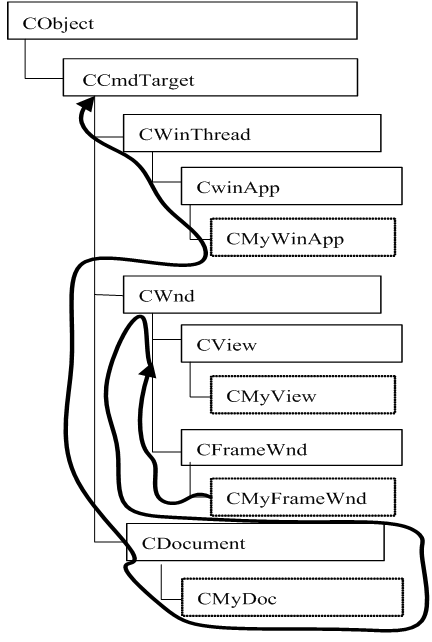 CObject
CCmdTarget
CWinThread
CwinApp
CMyWinApp
CWnd
CView
CMyView
CFrameWnd
CMyFrameWnd
CDocument
CMyDoc